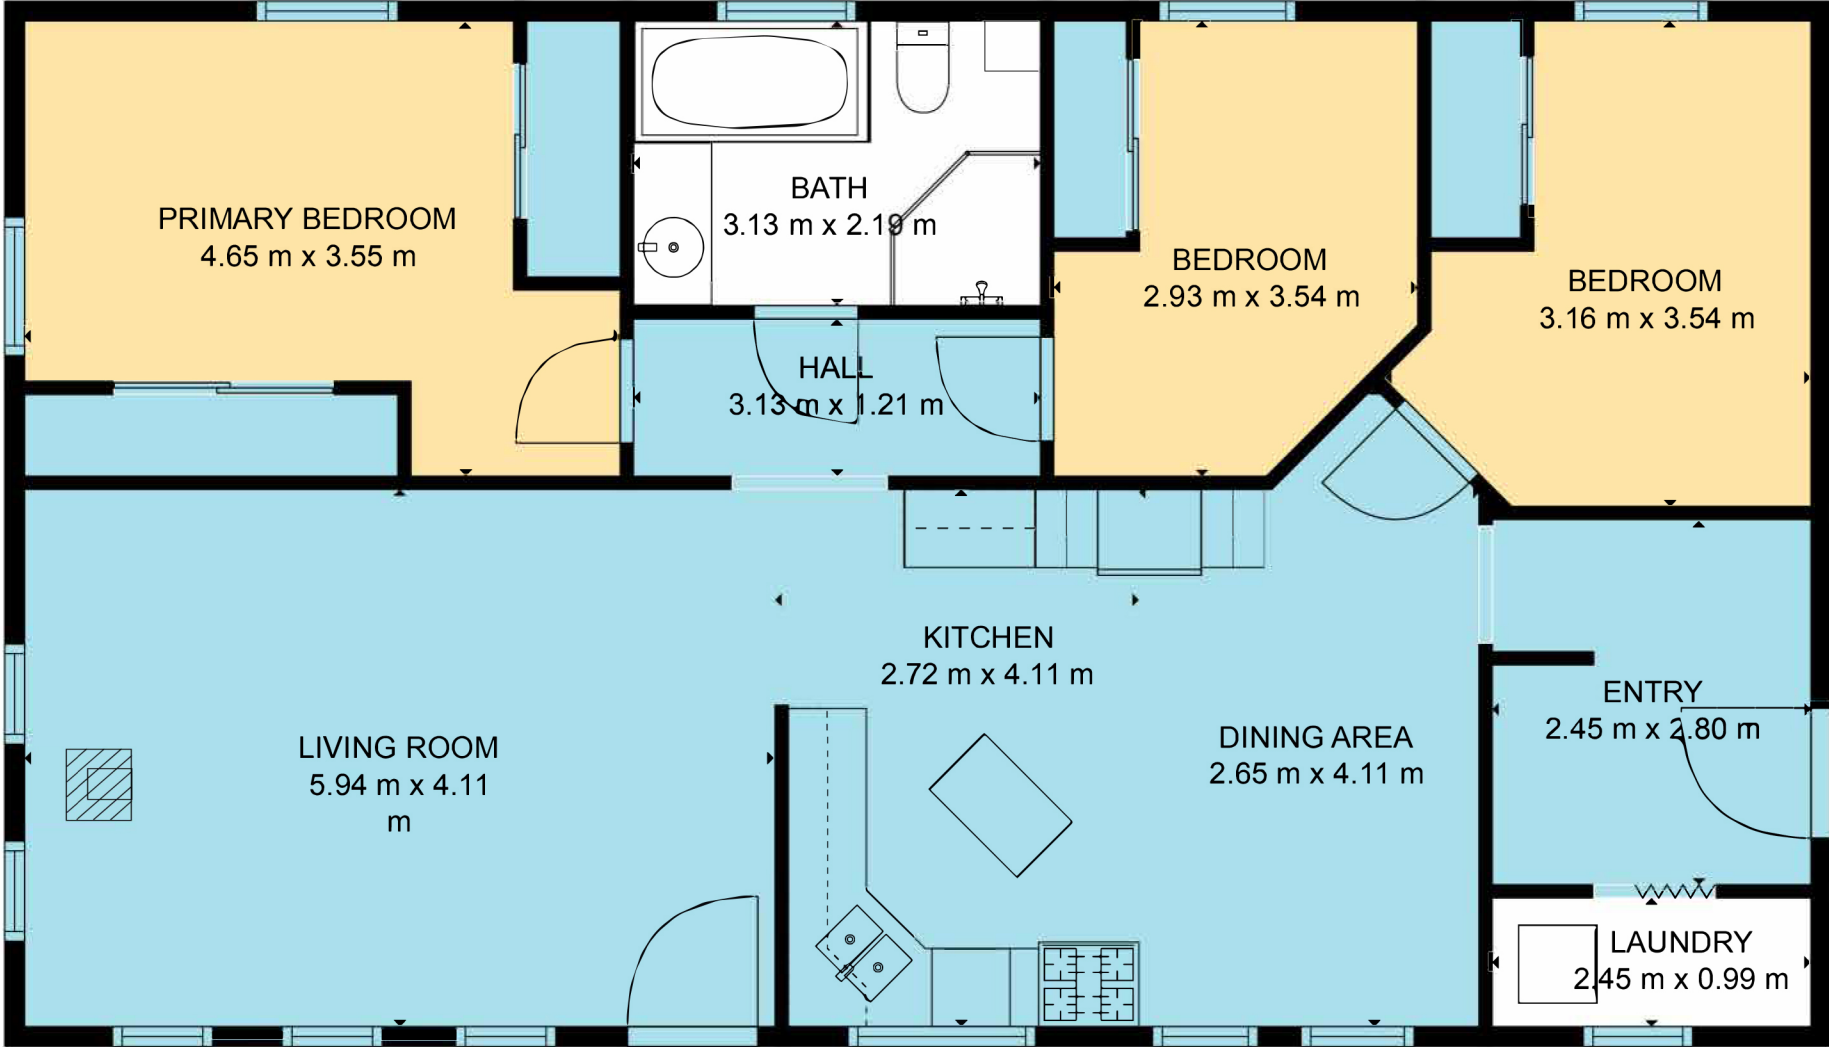 PRIMARY BEDROOM
4.65 m x 3.55 m
BATH
3.13 m x 2.19 m
BEDROOM
2.93 m x 3.54 m
BEDROOM
3.16 m x 3.54 m
HALL
3.13 m x 1.21 m
KITCHEN
2.72 m x 4.11 m
ENTRY
2.45 m x 2.80 m
LIVING ROOM
5.94 m x 4.11
m
DINING AREA
2.65 m x 4.11 m
LAUNDRY
2.45 m x 0.99 m